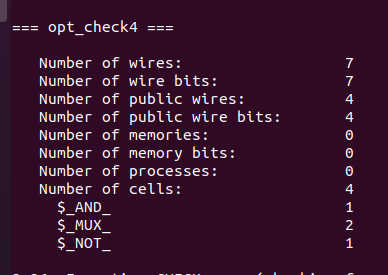 === opt_check4 ===
Number of wires: 7
Number of wire bits: 7
Number of public wires: 4
Number of public wire bits: 4
Number of memories: 0
Number of memory bits: 0
Number of processes: 0
Number of cells: 4
$_AND_ 1
$_MUX_ 2
$_NOT_ 1